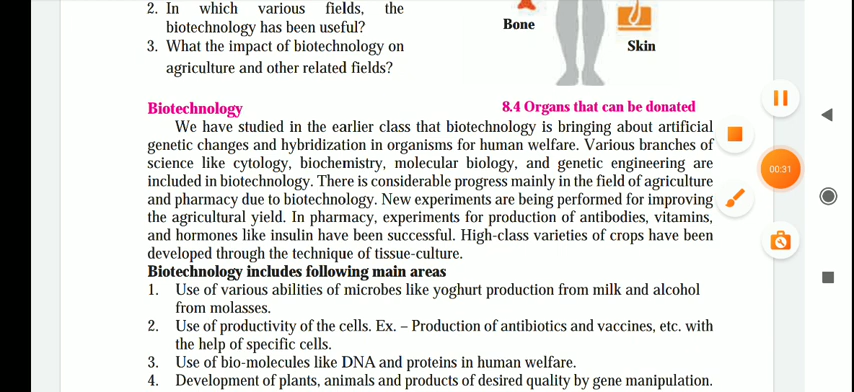 2. In which various fields, the
biotechnology has been useful?
3. What the impact of biotechnology on
agriculture and other related fields?
Bone
Skin
Biotechnology
8.4 Organs that can be donated
We have studied in the earlier class that biotechnology is bringing about artificial
genetic changes and hybridization in organisms for human welfare. Various branches of
science like cytology, biochemistry, molecular biology, and genetic engineering are
included in biotechnology. There is considerable progress mainly in the field of agriculture
and pharmacy due to biotechnology. New experiments are being performed for improving
the agricultural yield. In pharmacy, experiments for production of antibodies, vitamins,
and hormones like insulin have been successful. High-class varieties of crops have been
developed through the technique of tissue-culture.
Biotechnology includes following main areas
1. Use of various abilities of microbes like yoghurt production from milk and alcohol
from molasses.
2. Use of productivity of the cells. Ex. – Production of antibiotics and vaccines, etc. with
the help of specific cells.
3. Use of bio-molecules like DNA and proteins in human welfare.
4. Development of plants, animals and products of desired quality by gene manipulation.
00:31